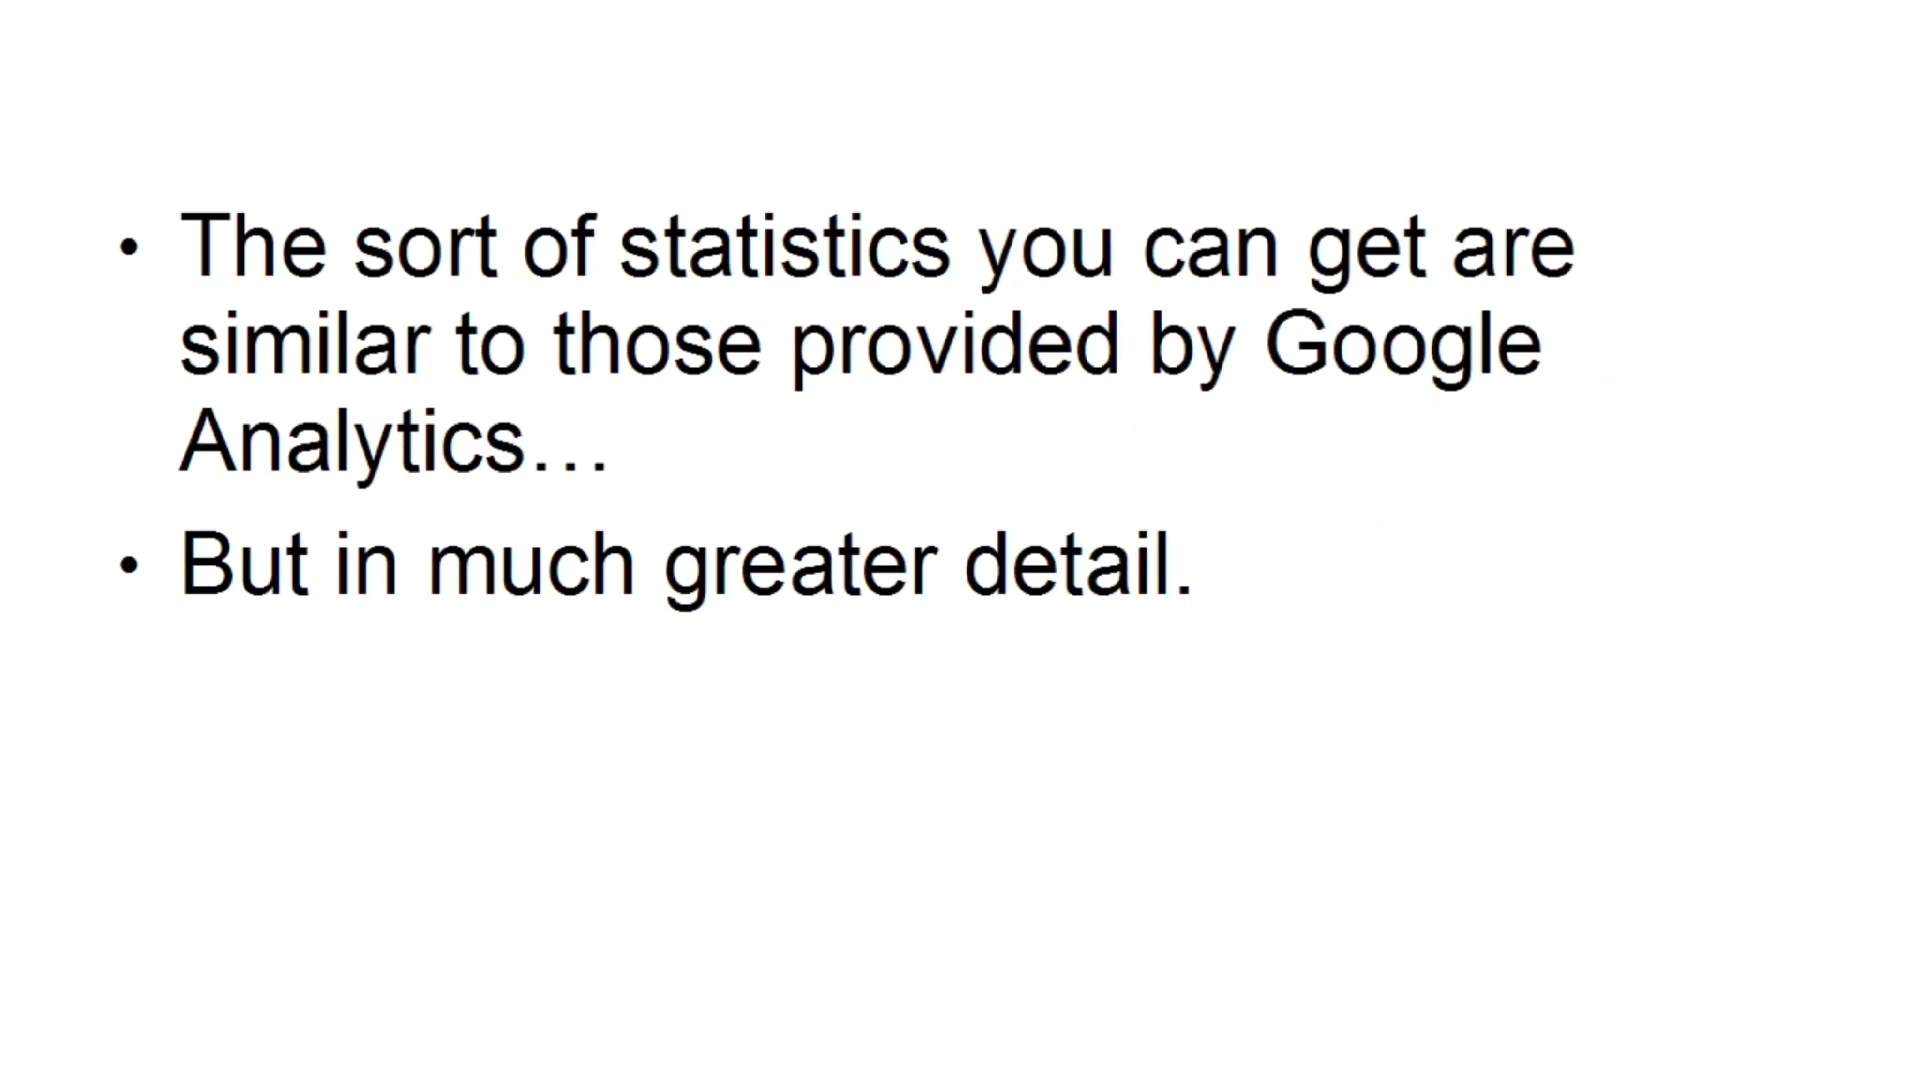 • The sort of statistics you can get are
similar to those provided by Google
Analytics…
• But in much greater detail.